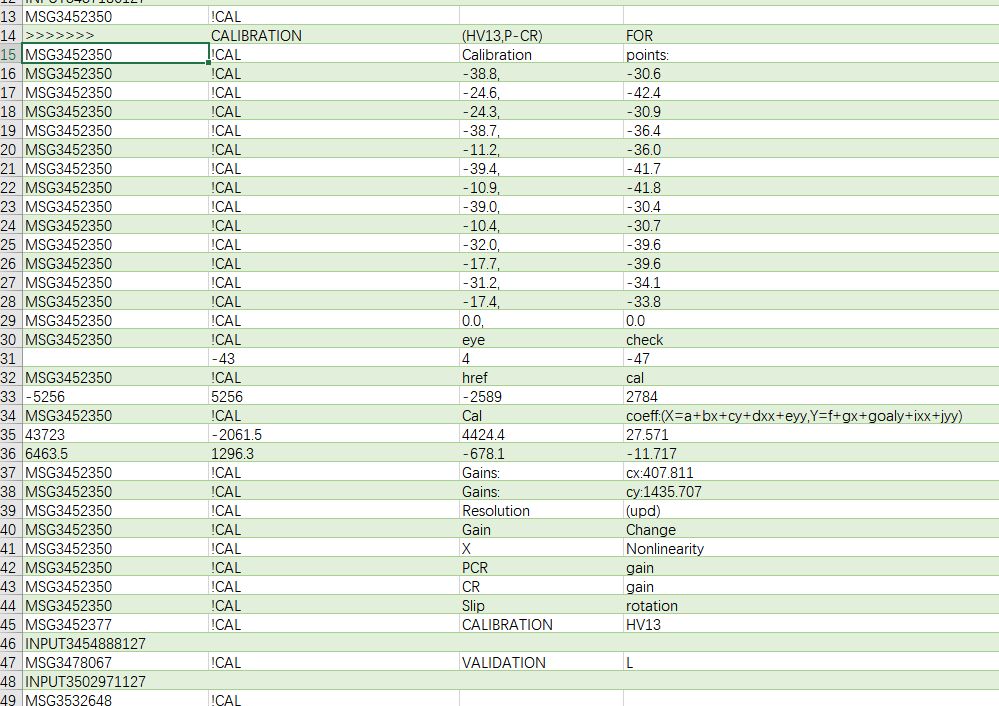 13 MSG3452350 !CAL
14 >>>>>>> CALIBRATION (HV13,P-CR) FOR
15 MSG3452350 !CAL Calibration points:
16 MSG3452350 !CAL -38.8, -30.6
17 MSG3452350 !CAL -24.6, -42.4
18 MSG3452350 !CAL -24.3, -30.9
19 MSG3452350 !CAL -38.7, -36.4
20 MSG3452350 !CAL -11.2, -36.0
21 MSG3452350 !CAL -39.4, -41.7
22 MSG3452350 !CAL -10.9, -41.8
23 MSG3452350 !CAL -39.0, -30.4
24 MSG3452350 !CAL -10.4, -30.7
25 MSG3452350 !CAL -32.0, -39.6
26 MSG3452350 !CAL -17.7, -39.6
27 MSG3452350 !CAL -31.2, -34.1
28 MSG3452350 !CAL -17.4, -33.8
29 MSG3452350 !CAL 0.0, 0.0
30 MSG3452350 !CAL eye check
31 -43 4 -47
32 MSG3452350 !CAL href cal
33 -5256 5256 -2589 2784
34 MSG3452350 !CAL Cal coeff:(X=a+bx+cy+dxx+eyy,Y=f+gx+goaly+ixx+jyy)
35 43723 -2061.5 4424.4 27.571
36 6463.5 1296.3 -678.1 -11.717
37 MSG3452350 !CAL Gains: cx:407.811
38 MSG3452350 !CAL Gains: cy:1435.707
39 MSG3452350 !CAL Resolution (upd)
40 MSG3452350 !CAL Gain Change
41 MSG3452350 !CAL X Nonlinearity
42 MSG3452350 !CAL PCR gain
43 MSG3452350 !CAL CR gain
44 MSG3452350 !CAL Slip rotation
45 MSG3452377 !CAL CALIBRATION HV13
46 INPUT3454888127
47 MSG3478067 !CAL VALIDATION L
48 INPUT3502971127
49 MSG3532648 !CAL